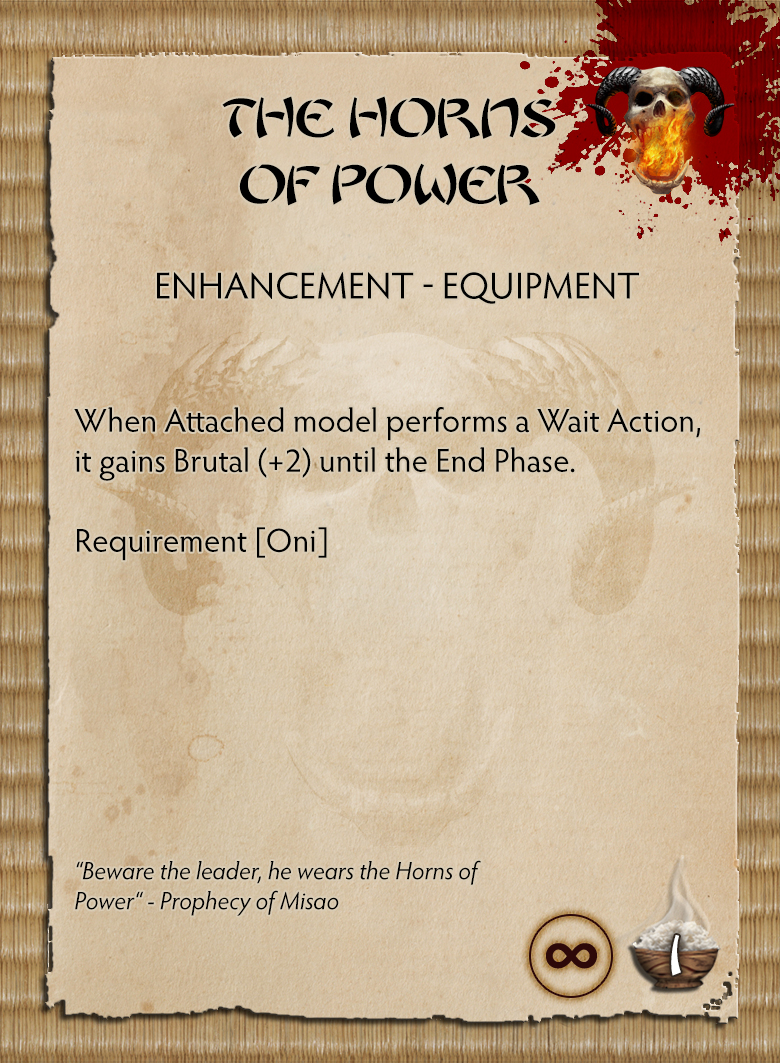 THE HORNS
OF POWER
ENHANCEMENT - EQUIPMENT
When Attached model performs a Wait Action,
it gains Brutal (+2) until the End Phase.
Requirement [Oni]
“Beware the leader, he wears the Horns of
Power“ - Prophecy of Misao
∞
1